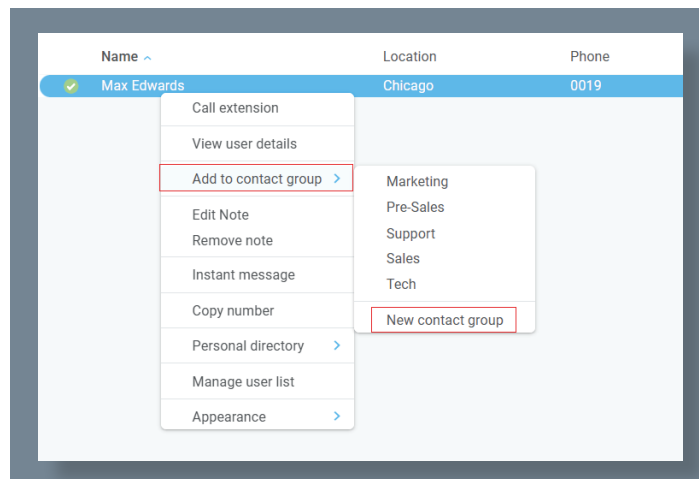 Name Location Phone
Max Edwards Chicago 0019
Call extension
View user details
Add to contact group
Edit Note
Remove note
Instant message
Copy number
Personal directory
Manage user list
Appearance
Marketing
Pre-Sales
Support
Sales
Tech
New contact group